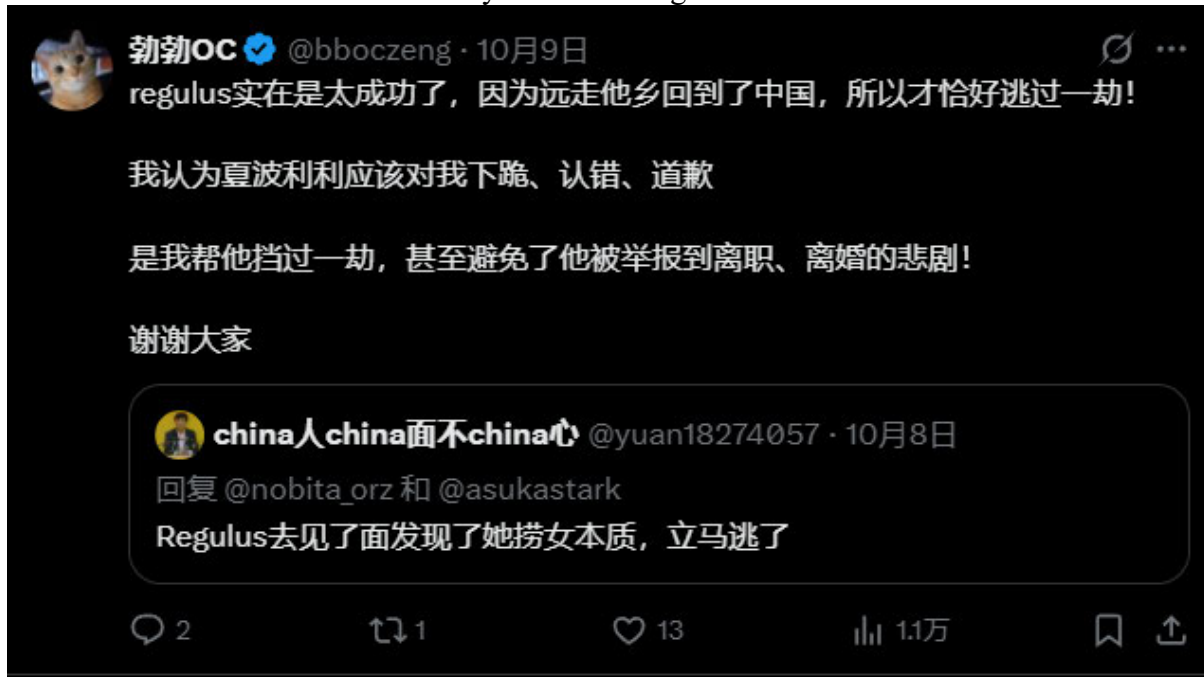 勃勃OC @bboczeng · 10月9日
regulus实在是太成功了，因为远走他乡回到了中国，所以才恰好逃过一劫！
我认为夏波利利应该对我下跪、认错、道歉
是我帮他挡过一劫，甚至避免了他被举报到离职、离婚的悲剧！
谢谢大家
china人china面不china心 @yuan18274057 · 10月8日
回复 @nobita_orz 和 @asukastark
Regulus去见了面发现了她捞女本质，立马逃了
2 1 13 1.1万